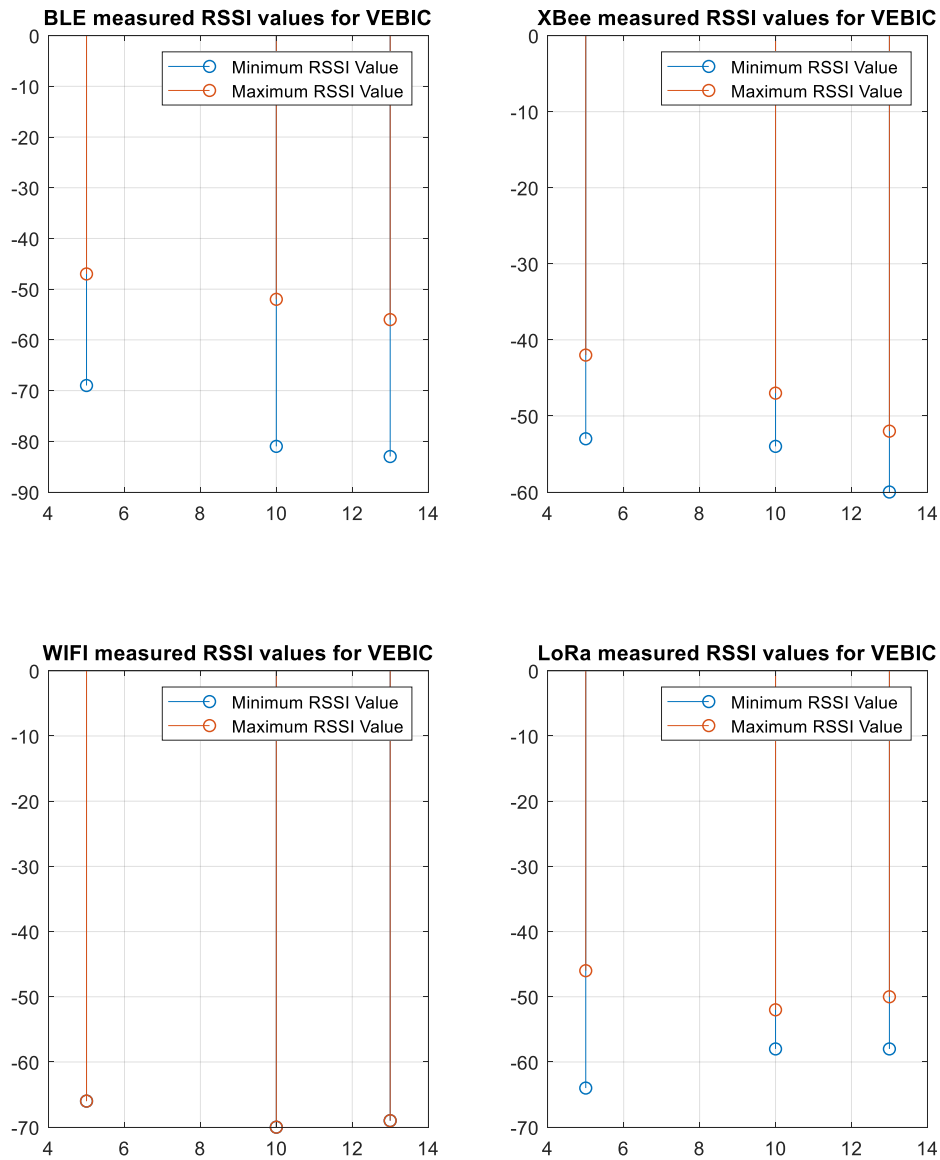 BLE measured RSSI values for VEBIC
0
-10
-20
-30
-40
-50
-60
-70
-80
-90
4 6 8 10 12 14
Minimum RSSI Value
Maximum RSSI Value
XBee measured RSSI values for VEBIC
0
-10
-20
-30
-40
-50
-60
4 6 8 10 12 14
Minimum RSSI Value
Maximum RSSI Value
WIFI measured RSSI values for VEBIC
0
-10
-20
-30
-40
-50
-60
-70
4 6 8 10 12 14
Minimum RSSI Value
Maximum RSSI Value
LoRa measured RSSI values for VEBIC
0
-10
-20
-30
-40
-50
-60
-70
4 6 8 10 12 14
Minimum RSSI Value
Maximum RSSI Value